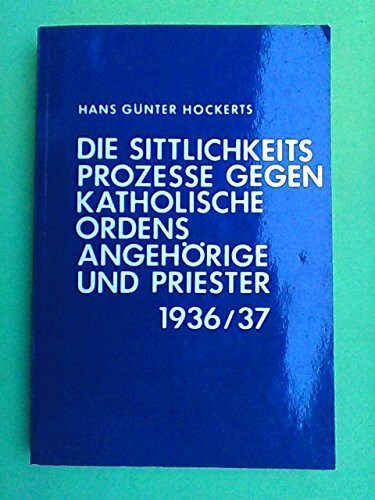 HANS GÜNTER HOCKERTS
DIE SITTLICHKEITS
PROZESSE GEGEN
KATHOLISCHE
ORDENS
ANGEHÖRIGE
UND PRIESTER
1936/37